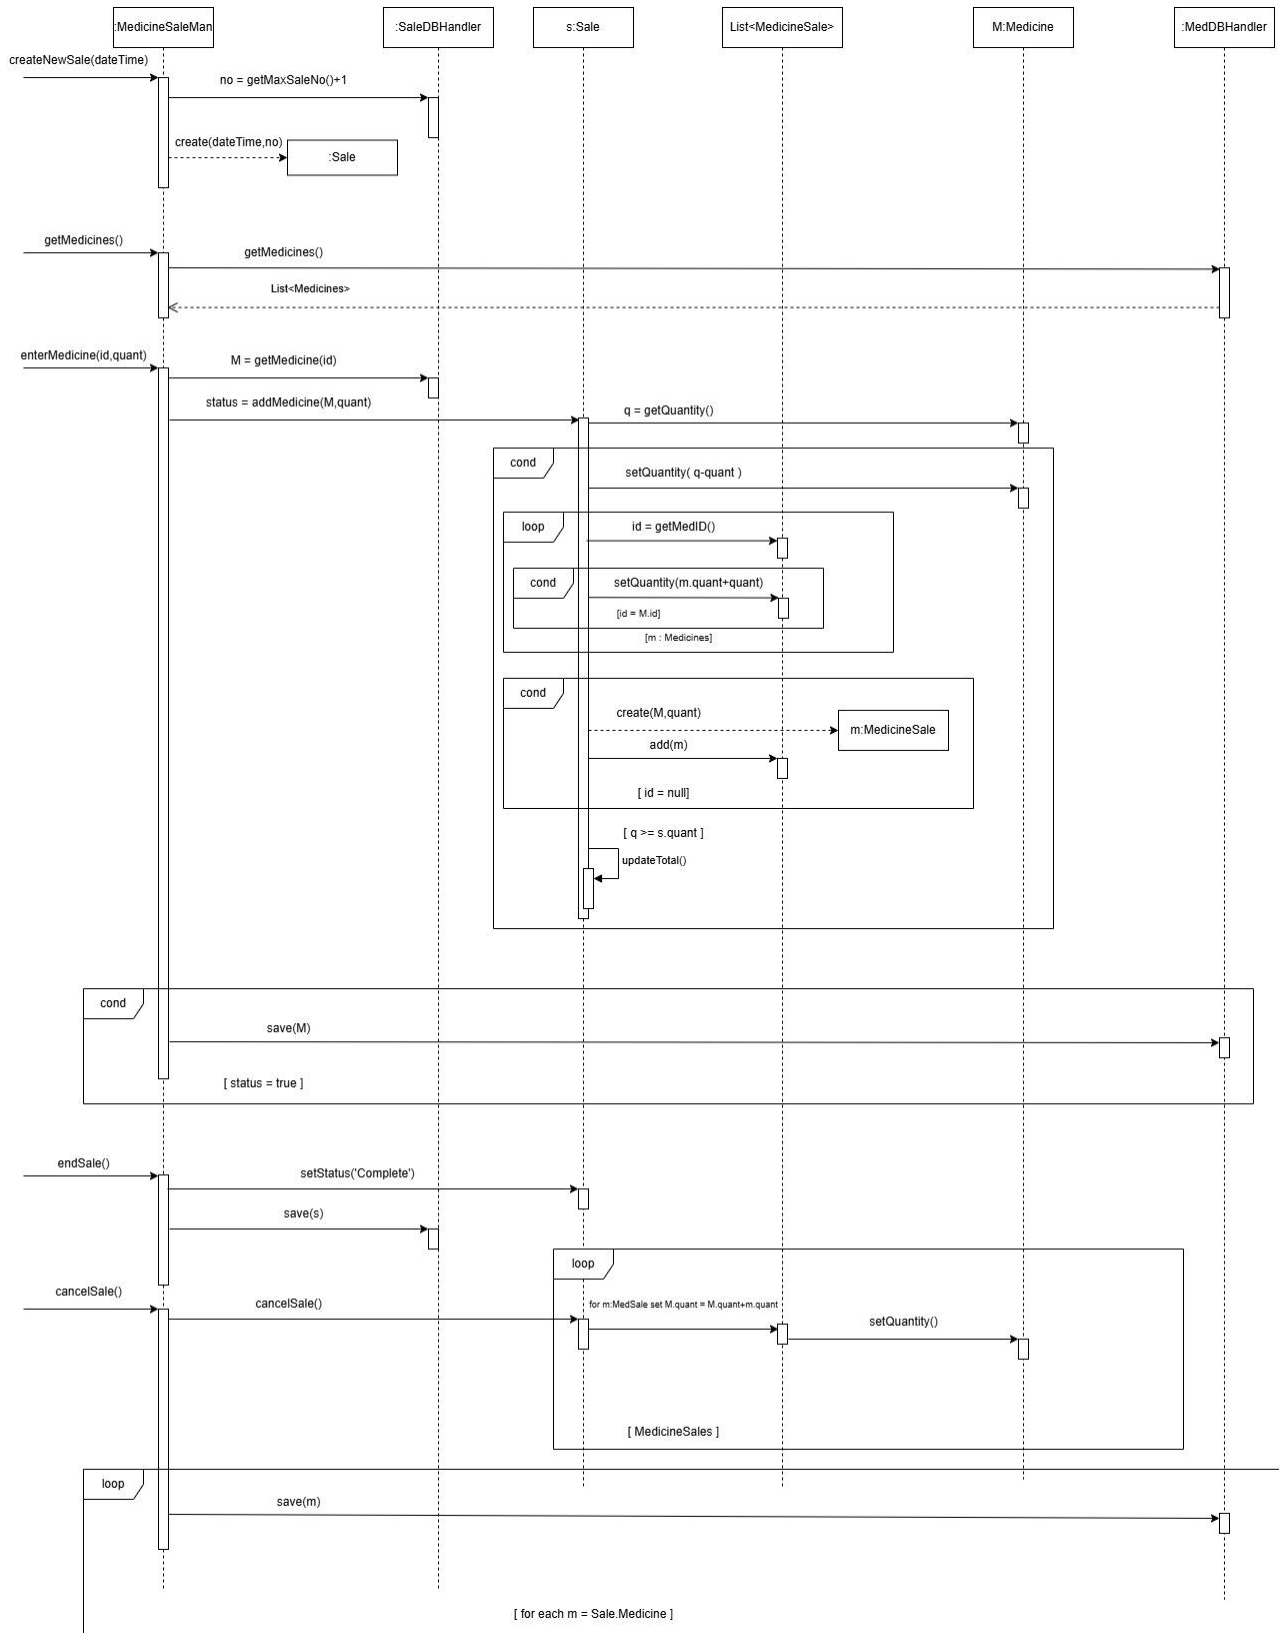 :MedicineSaleMan
:SaleDBHandler
s:Sale
List<MedicineSale>
M:Medicine
:MedDBHandler
createNewSale(dateTime)
no = getMaxSaleNo()+1
create(dateTime,no)
:Sale
getMedicines()
getMedicines()
List<Medicines>
enterMedicine(id,quant)
M = getMedicine(id)
status = addMedicine(M,quant)
q = getQuantity()
cond
setQuantity( q-quant )
loop
id = getMedID()
cond
setQuantity(m.quant+quant)
[id = M.id]
[m : Medicines]
cond
create(M,quant)
m:MedicineSale
add(m)
[ id = null]
[ q >= s.quant ]
updateTotal()
cond
save(M)
[ status = true ]
endSale()
setStatus('Complete')
save(s)
loop
cancelSale()
cancelSale()
for m:MedSale set M.quant = M.quant+m.quant
setQuantity()
[ MedicineSales ]
loop
save(m)
[ for each m = Sale.Medicine ]